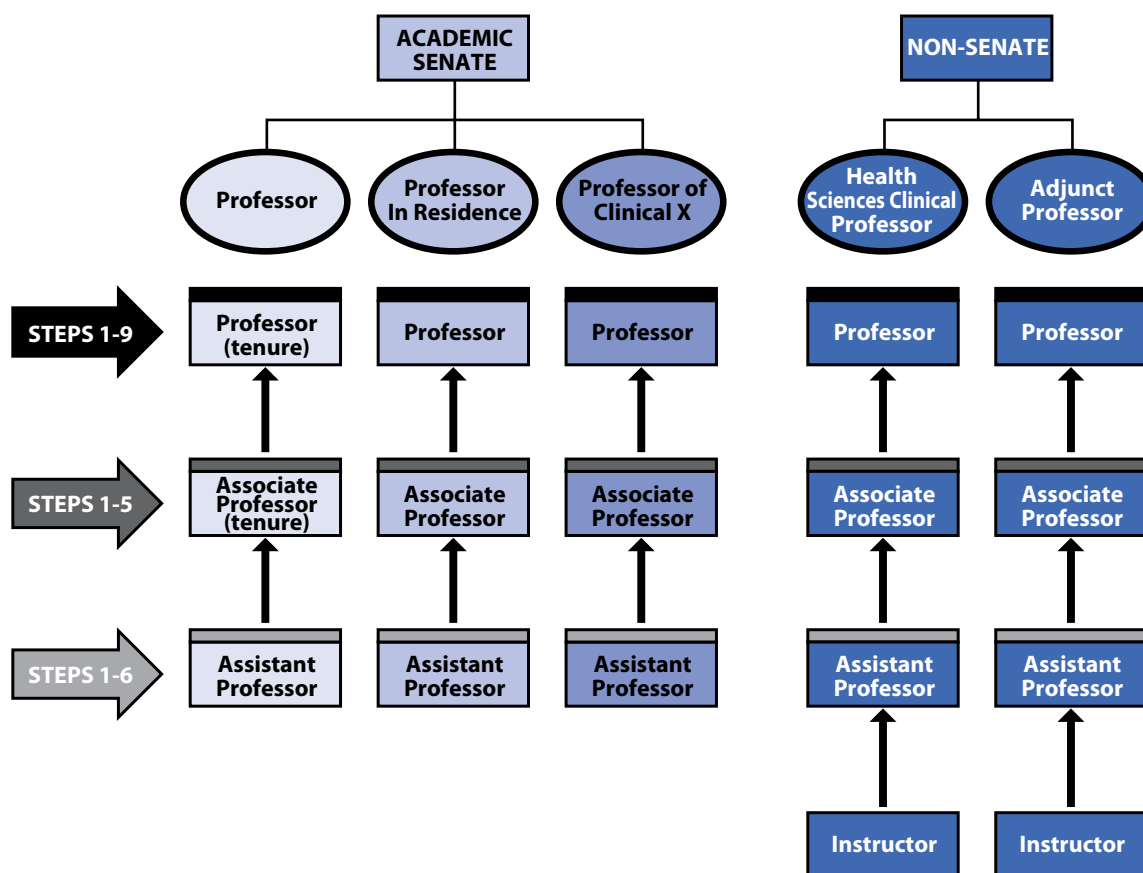 ACADEMIC
SENATE
NON-SENATE
Professor
Professor
In Residence
Professor of
Clinical X
Health
Sciences Clinical
Professor
Adjunct
Professor
STEPS 1-9
Professor
(tenure)
Professor
Professor
Professor
Professor
STEPS 1-5
Associate
Professor
(tenure)
Associate
Professor
Associate
Professor
Associate
Professor
Associate
Professor
STEPS 1-6
Assistant
Professor
Assistant
Professor
Assistant
Professor
Assistant
Professor
Assistant
Professor
Instructor
Instructor